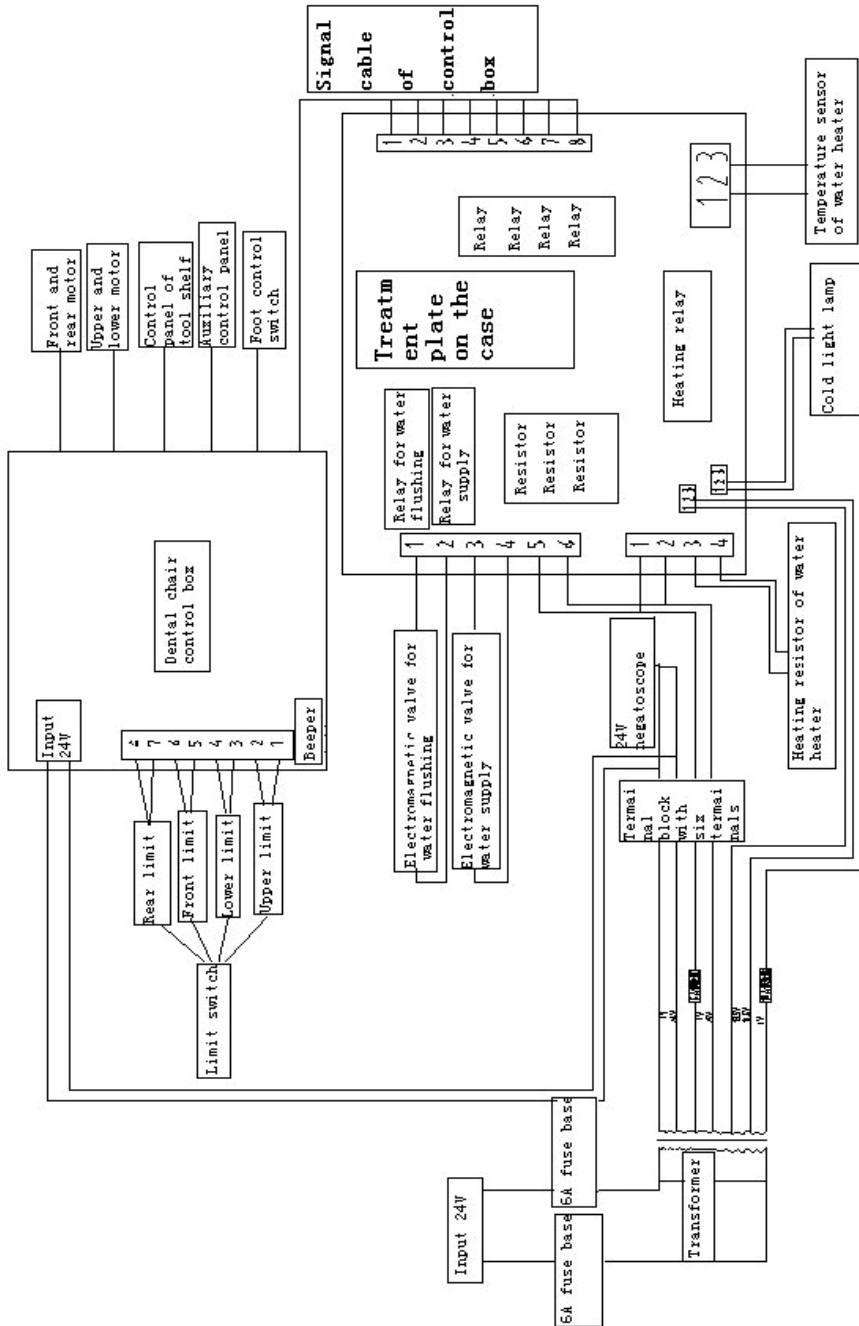 Input 24V
6A fuse base
6A fuse base
Transformer
Limit switch
Rear limit
Front limit
Lower limit
Upper limit
Input
24V
8
7
6
5
4
3
2
1
Beeper
Dental chair
control box
Front and
rear motor
Upper and
lower motor
Control
panel of
tool shelf
Auxiliary
control panel
Foot control
switch
Signal
cable
of
control
box
1
2
3
4
5
6
7
8
Relay
Relay
Relay
Relay
Treatm
ent
plate
on the
case
Relay for water
flushing
Relay for water
supply
Resistor
Resistor
Resistor
Heating relay
1
2
3
4
5
6
1
2
3
4
123
123
123
Electromagnetic valve for
water flushing
Electromagnetic valve for
water supply
24V
negatoscope
Termai
nal
block
with
six
termai
nals
Heating resistor of water
heater
Cold light lamp
Temperature sensor
of water heater